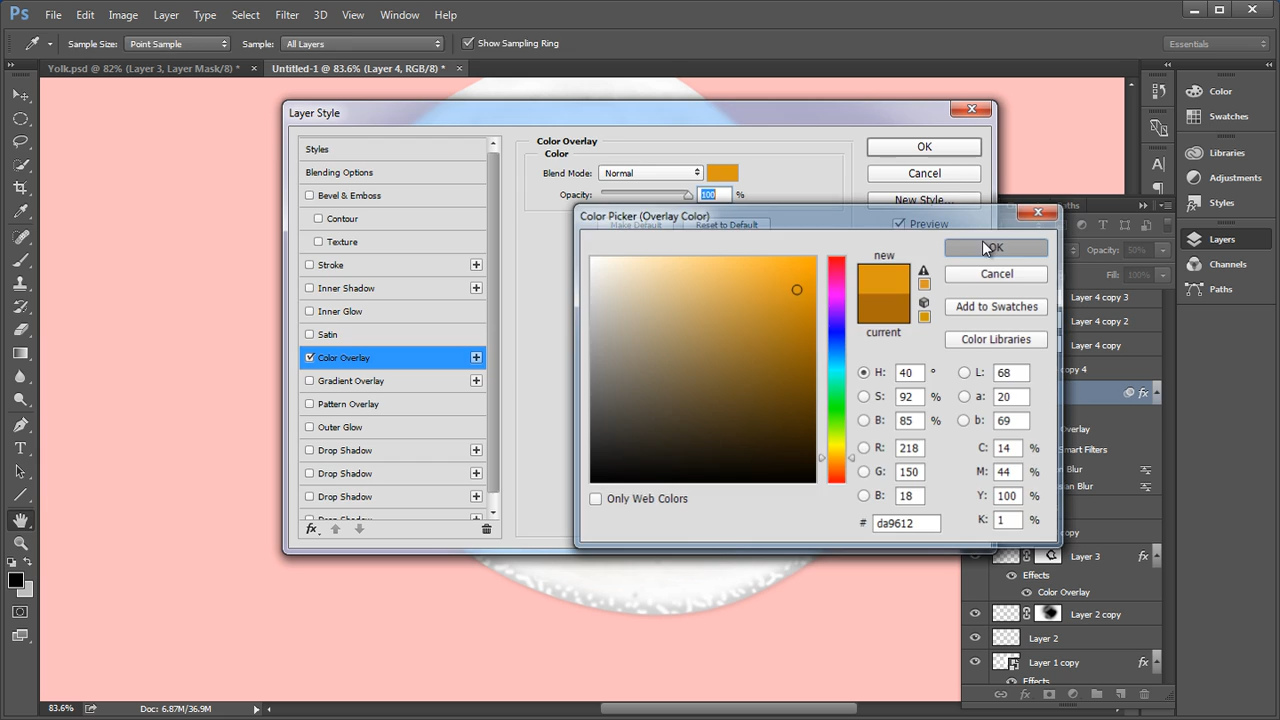 Ps File Edit Image Layer Type Select Filter 3D View Window Help
Sample Size: Point Sample Sample: All Layers Show Sampling Ring Essentials
Yolk.psd @ 82% (Layer 3, Layer Mask/8) * × Untitled-1 @ 83.6% (Layer 4, RGB/8) * ×
Layer Style
Styles
Blending Options
Bevel & Emboss
Contour
Texture
Stroke
Inner Shadow
Inner Glow
Satin
Color Overlay
Gradient Overlay
Pattern Overlay
Outer Glow
Drop Shadow
Drop Shadow
Drop Shadow
Drop Shadow
fx
Color Overlay
Color
Blend Mode: Normal
Opacity: 100 %
Make Default Reset to Default
OK
Cancel
New Style...
Preview
Color Picker (Overlay Color)
new
current
OK
Cancel
Add to Swatches
Color Libraries
H: 40 ° L: 68
S: 92 % a: 20
B: 85 % b: 69
R: 218 C: 14 %
G: 150 M: 44 %
B: 18 Y: 100 %
# da9612 K: 1 %
Only Web Colors
Color
Swatches
Libraries
Adjustments
Styles
Layers
Channels
Paths
Opacity: 50%
Fill: 100%
Layer 4 copy 3
Layer 4 copy 2
Layer 4 copy
fx
Layer 3 fx
Effects
Color Overlay
Layer 2 copy
Layer 2
Layer 1 copy fx
Effects
83.6% Doc: 6.87M/36.9M